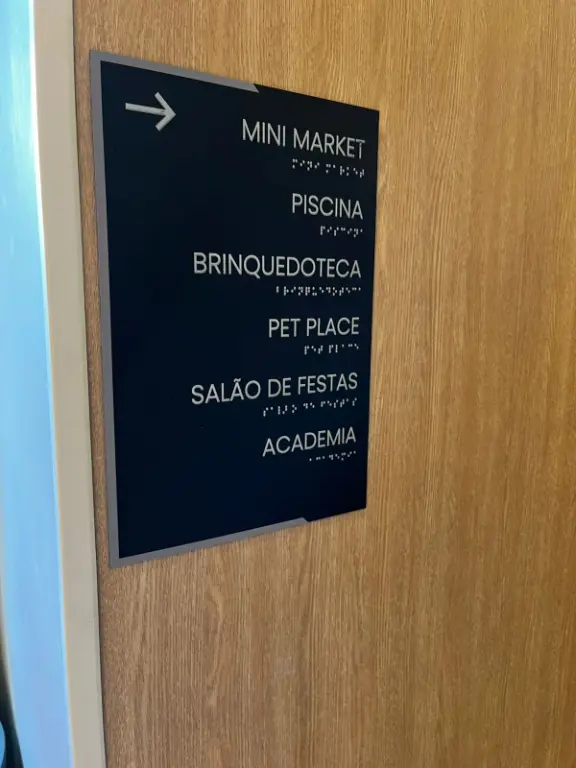 MINI MARKET
PISCINA
BRINQUEDOTECA
PET PLACE
SALÃO DE FESTAS
ACADEMIA